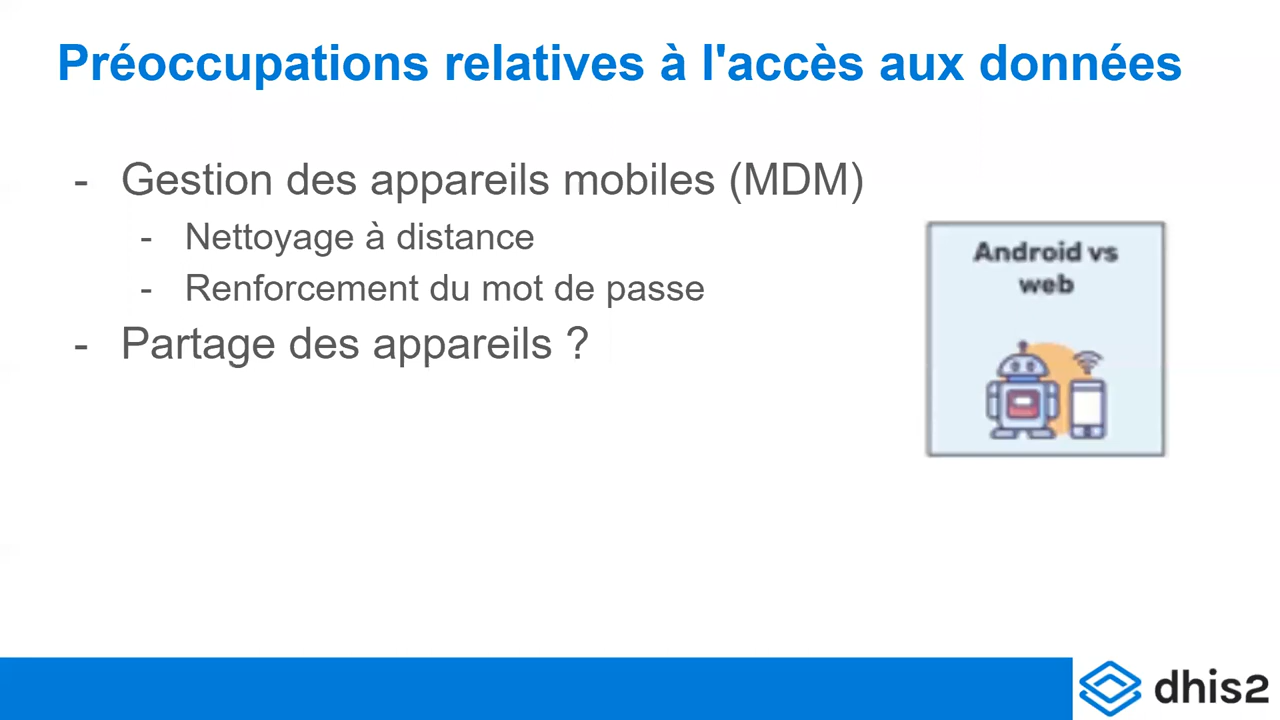 Préoccupations relatives à l'accès aux données
- Gestion des appareils mobiles (MDM)
- Nettoyage à distance
- Renforcement du mot de passe
- Partage des appareils ?
Android vs
web
dhis2